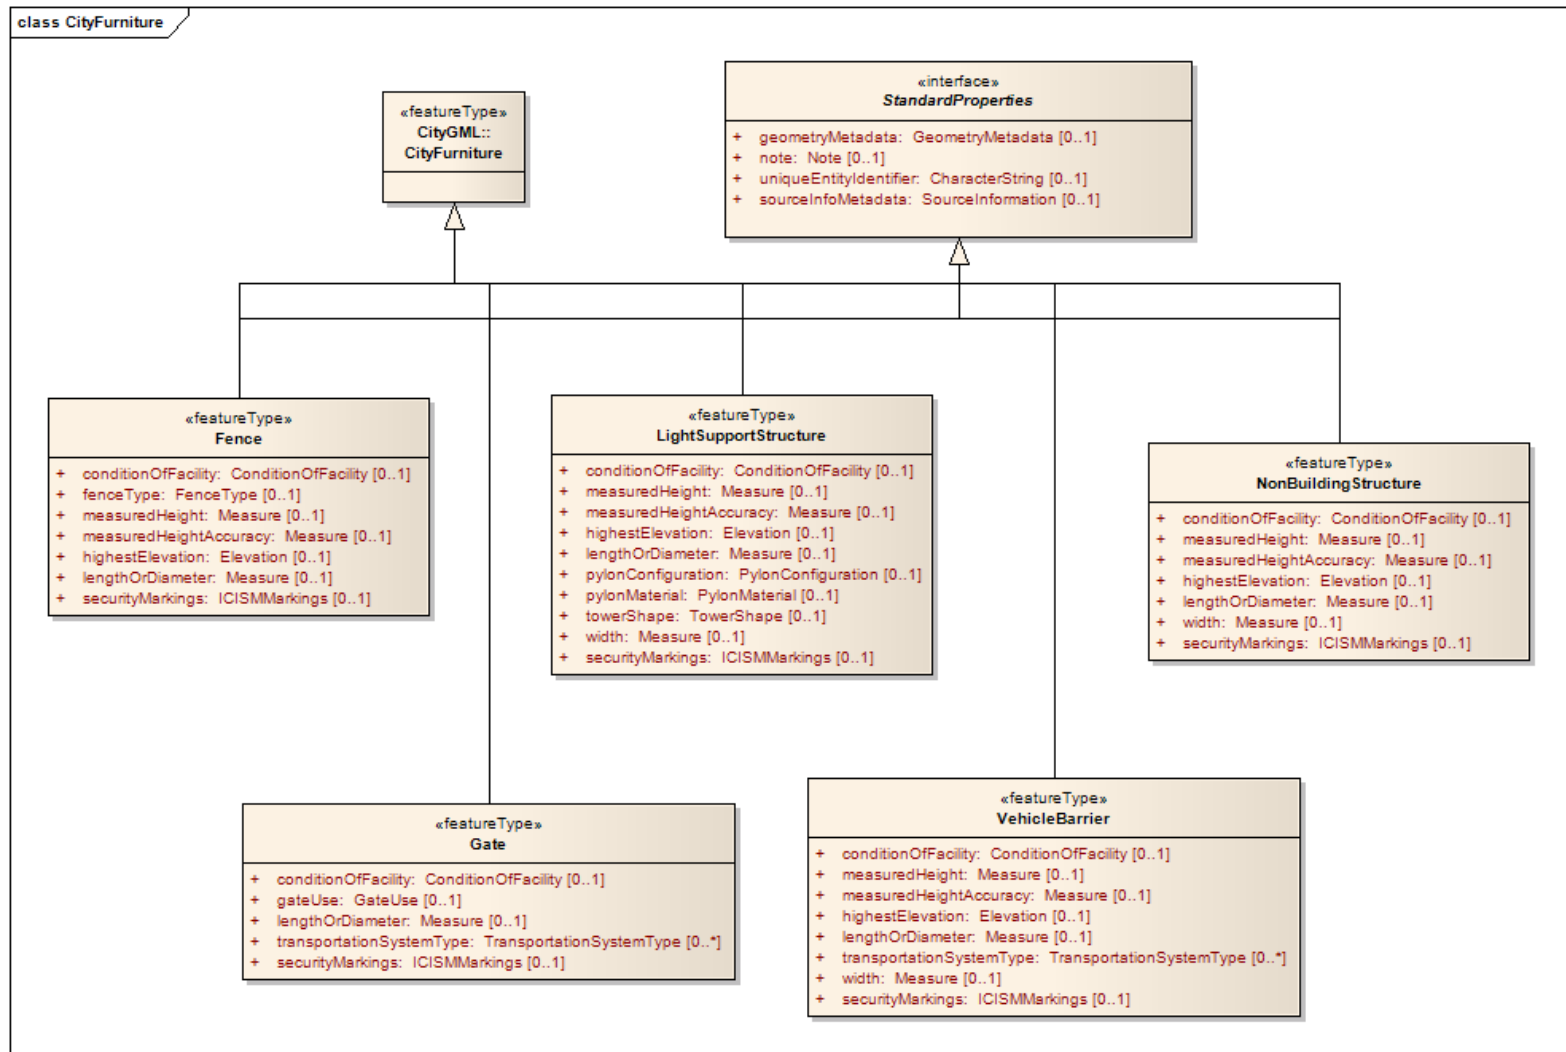 class CityFurniture
«featureType»
CityGML::
CityFurniture
«interface»
StandardProperties
+ geometryMetadata: GeometryMetadata [0..1]
+ note: Note [0..1]
+ uniqueEntityIdentifier: CharacterString [0..1]
+ sourceInfoMetadata: SourceInformation [0..1]
«featureType»
Fence
+ conditionOfFacility: ConditionOfFacility [0..1]
+ fenceType: FenceType [0..1]
+ measuredHeight: Measure [0..1]
+ measuredHeightAccuracy: Measure [0..1]
+ highestElevation: Elevation [0..1]
+ lengthOrDiameter: Measure [0..1]
+ securityMarkings: ICISMMarkings [0..1]
«featureType»
LightSupportStructure
+ conditionOfFacility: ConditionOfFacility [0..1]
+ measuredHeight: Measure [0..1]
+ measuredHeightAccuracy: Measure [0..1]
+ highestElevation: Elevation [0..1]
+ lengthOrDiameter: Measure [0..1]
+ pylonConfiguration: PylonConfiguration [0..1]
+ pylonMaterial: PylonMaterial [0..1]
+ towerShape: TowerShape [0..1]
+ width: Measure [0..1]
+ securityMarkings: ICISMMarkings [0..1]
«featureType»
NonBuildingStructure
+ conditionOfFacility: ConditionOfFacility [0..1]
+ measuredHeight: Measure [0..1]
+ measuredHeightAccuracy: Measure [0..1]
+ highestElevation: Elevation [0..1]
+ lengthOrDiameter: Measure [0..1]
+ width: Measure [0..1]
+ securityMarkings: ICISMMarkings [0..1]
«featureType»
Gate
+ conditionOfFacility: ConditionOfFacility [0..1]
+ gateUse: GateUse [0..1]
+ lengthOrDiameter: Measure [0..1]
+ transportationSystemType: TransportationSystemType [0..*]
+ securityMarkings: ICISMMarkings [0..1]
«featureType»
VehicleBarrier
+ conditionOfFacility: ConditionOfFacility [0..1]
+ measuredHeight: Measure [0..1]
+ measuredHeightAccuracy: Measure [0..1]
+ highestElevation: Elevation [0..1]
+ lengthOrDiameter: Measure [0..1]
+ transportationSystemType: TransportationSystemType [0..*]
+ width: Measure [0..1]
+ securityMarkings: ICISMMarkings [0..1]